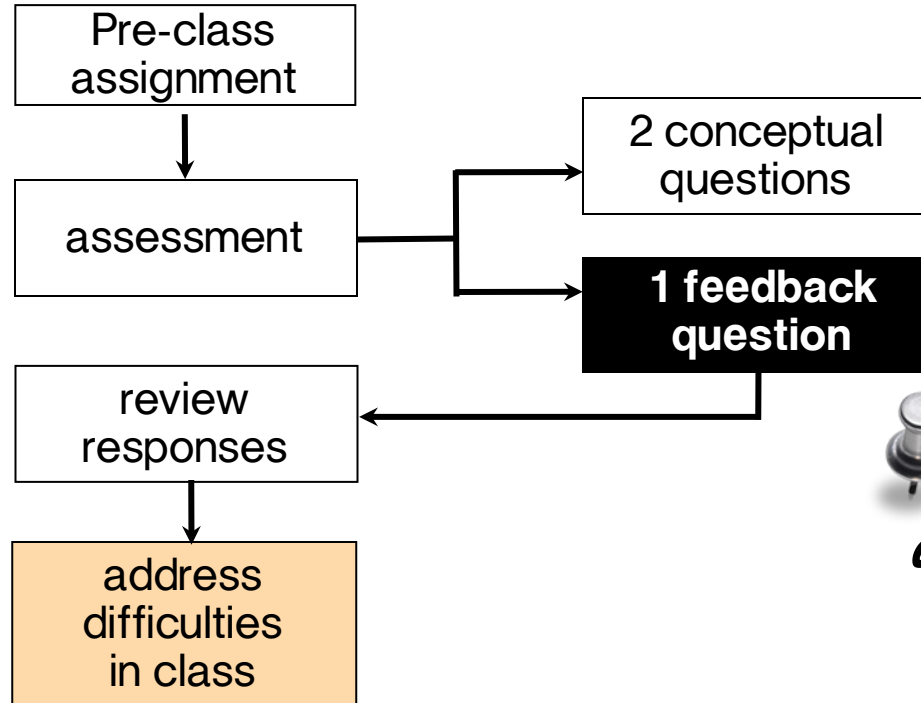 Pre-class
assignment
assessment
2 conceptual
questions
1 feedback
question
review
responses
address
difficulties
in class